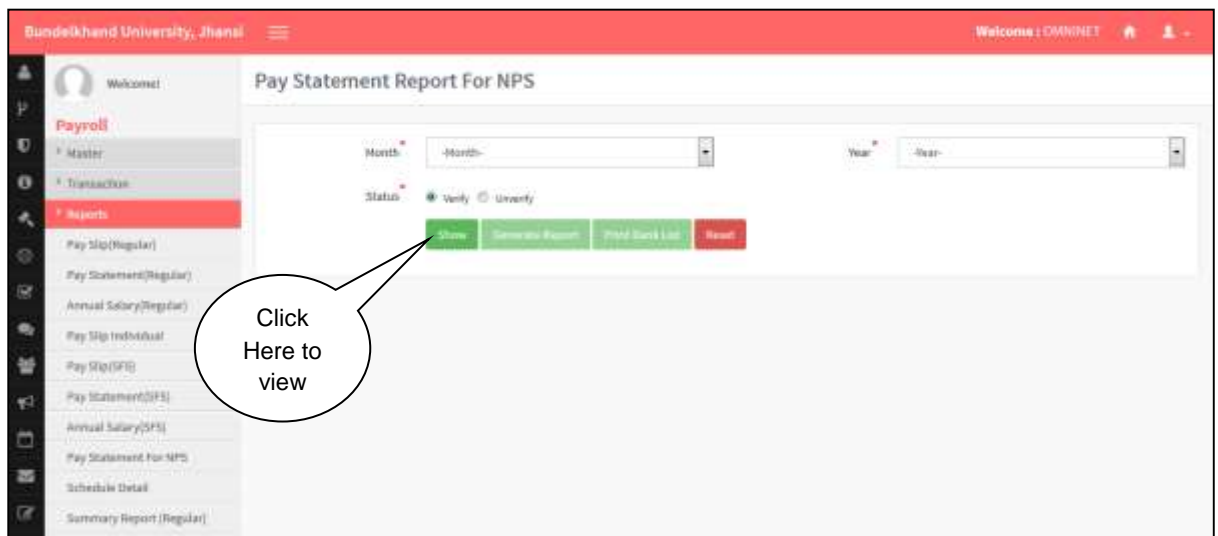 Bundelkhand University, Jhansi
Welcome : OMNINET
Welcome!
Pay Statement Report For NPS
Payroll
Master
Transaction
Reports
Pay Slip(Regular)
Pay Statement(Regular)
Annual Salary(Regular)
Pay Slip Individual
Pay Slip(SFS)
Pay Statement(SFS)
Annual Salary(SFS)
Pay Statement For NPS
Schedule Detail
Summary Report (Regular)
Month* -Month- Year* -Year-
Status* Verify Unverify
Show Generate Report Print Bank List Reset
Click
Here to
view